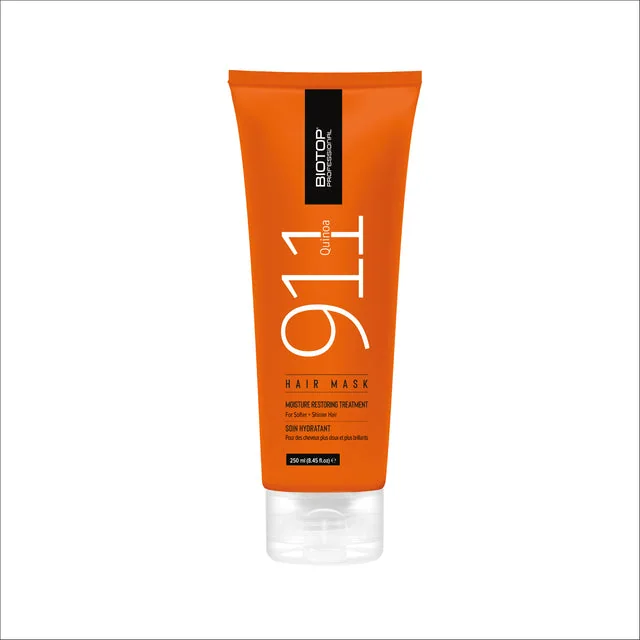 BIOTOP®
PROFESSIONAL
911
Quinoa
HAIR MASK
MOISTURE RESTORING TREATMENT
For Softer + Shinier Hair
SOIN HYDRATANT
Pour des cheveux plus doux et plus brillants
250 ml (8.45 fl.oz) ℮